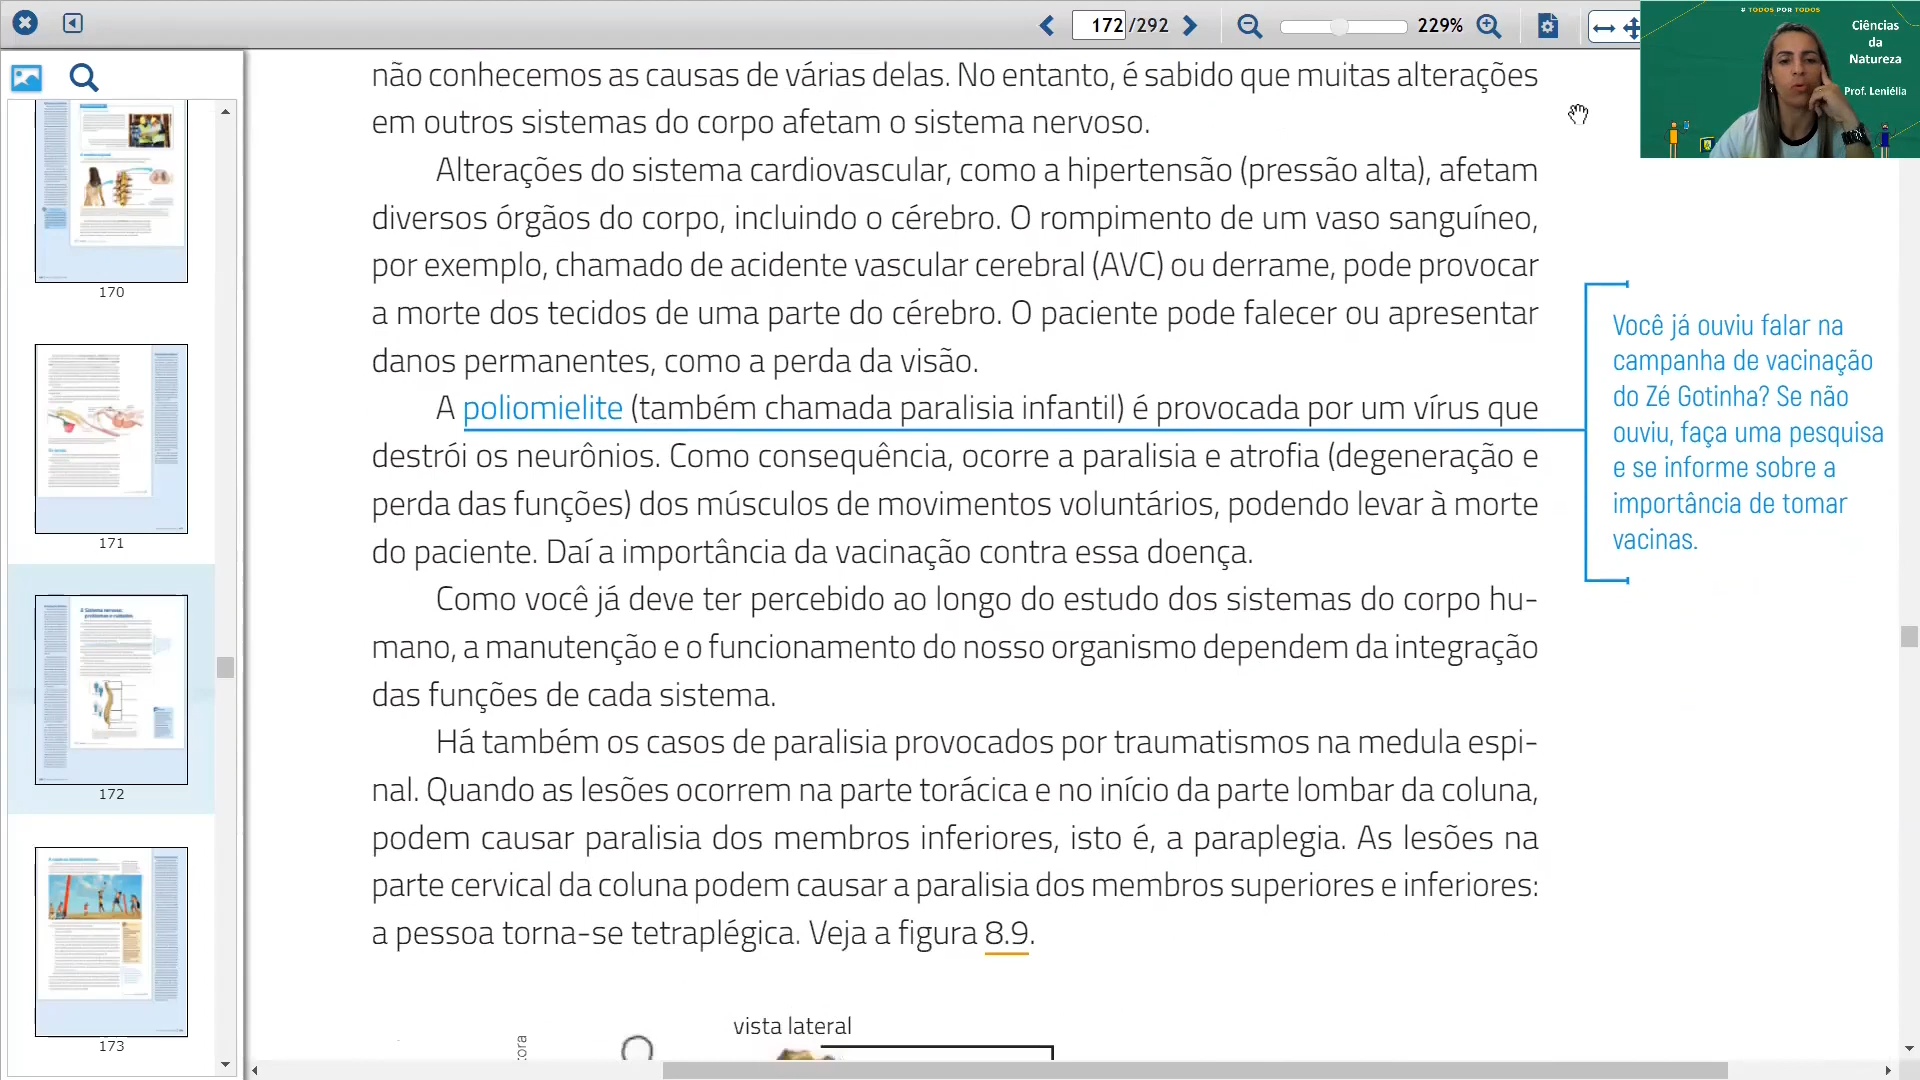 172 /292
229%
# TODOS POR TODOS
Ciências
da
Natureza
Prof. Leniélia
170
171
172
173
não conhecemos as causas de várias delas. No entanto, é sabido que muitas alterações
em outros sistemas do corpo afetam o sistema nervoso.
Alterações do sistema cardiovascular, como a hipertensão (pressão alta), afetam
diversos órgãos do corpo, incluindo o cérebro. O rompimento de um vaso sanguíneo,
por exemplo, chamado de acidente vascular cerebral (AVC) ou derrame, pode provocar
a morte dos tecidos de uma parte do cérebro. O paciente pode falecer ou apresentar
danos permanentes, como a perda da visão.
A poliomielite (também chamada paralisia infantil) é provocada por um vírus que
destrói os neurônios. Como consequência, ocorre a paralisia e atrofia (degeneração e
perda das funções) dos músculos de movimentos voluntários, podendo levar à morte
do paciente. Daí a importância da vacinação contra essa doença.
Como você já deve ter percebido ao longo do estudo dos sistemas do corpo hu-
mano, a manutenção e o funcionamento do nosso organismo dependem da integração
das funções de cada sistema.
Há também os casos de paralisia provocados por traumatismos na medula espi-
nal. Quando as lesões ocorrem na parte torácica e no início da parte lombar da coluna,
podem causar paralisia dos membros inferiores, isto é, a paraplegia. As lesões na
parte cervical da coluna podem causar a paralisia dos membros superiores e inferiores:
a pessoa torna-se tetraplégica. Veja a figura 8.9.
Você já ouviu falar na
campanha de vacinação
do Zé Gotinha? Se não
ouviu, faça uma pesquisa
e se informe sobre a
importância de tomar
vacinas.
vista lateral